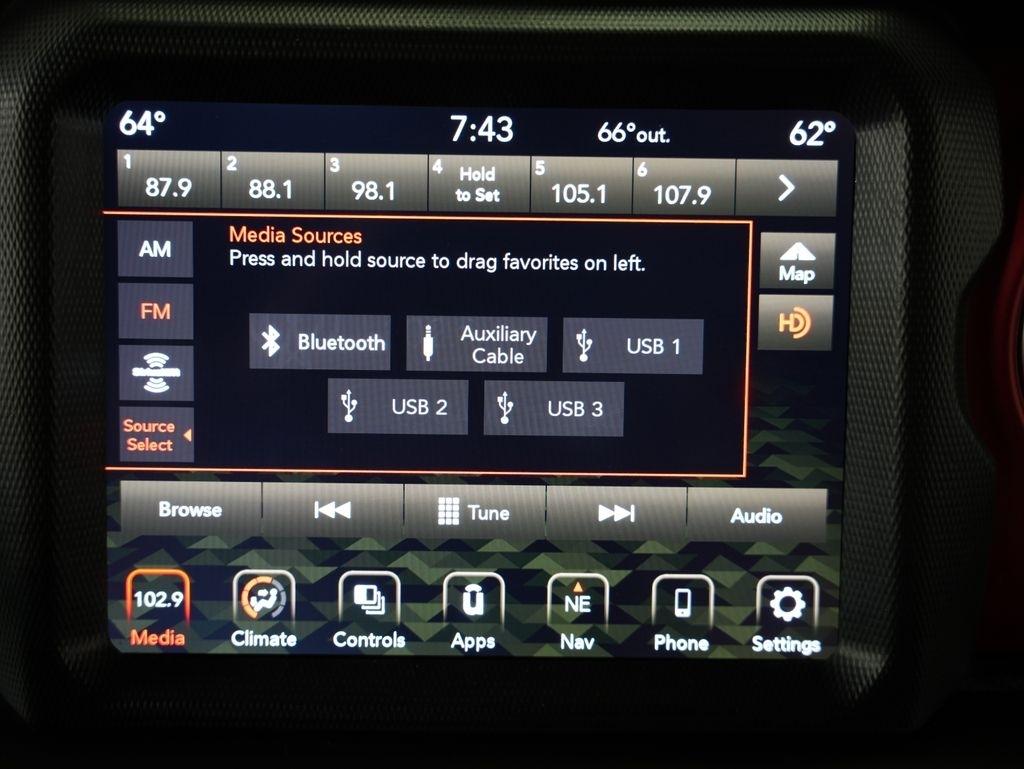 64° 7:43 66°out. 62°
1 87.9 2 88.1 3 98.1 4 Hold to Set 5 105.1 6 107.9
AM
Media Sources
Press and hold source to drag favorites on left.
Map
FM
HD
Bluetooth
Auxiliary
Cable
USB 1
USB 2
USB 3
Source
Select
Browse
Tune
Audio
102.9
NE
Media
Climate
Controls
Apps
Nav
Phone
Settings